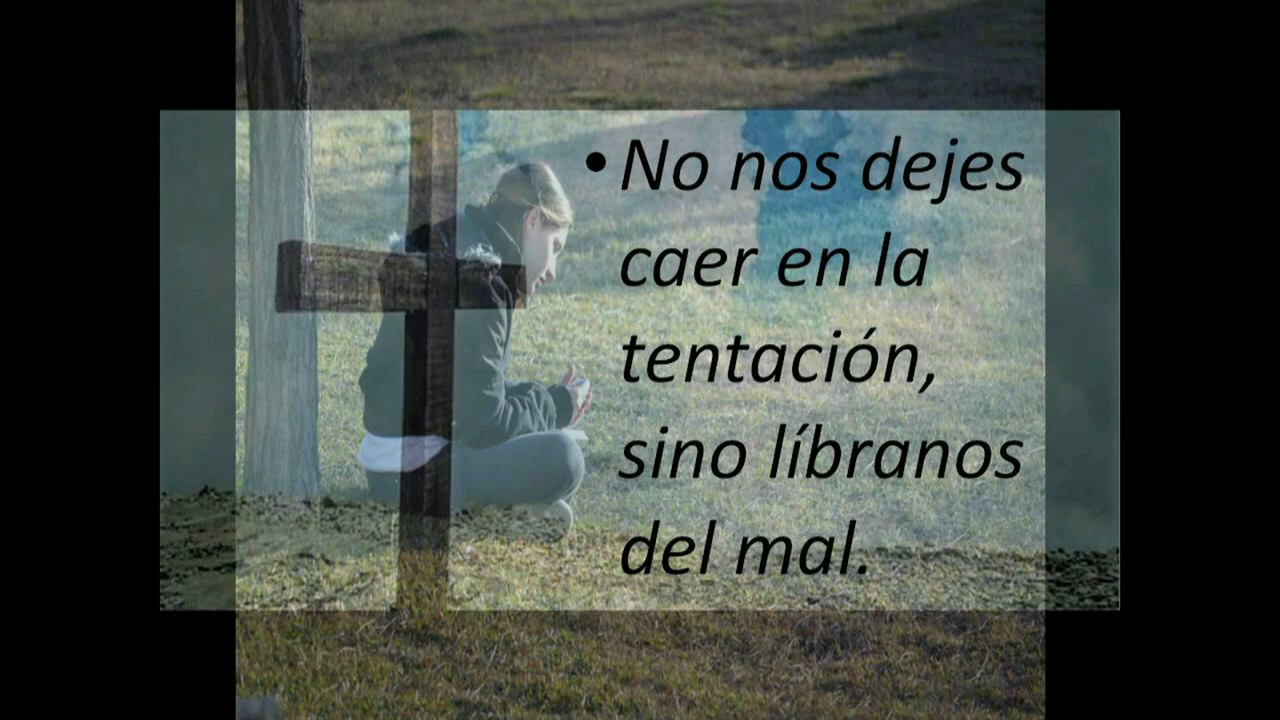 • No nos dejes
caer en la
tentación,
sino líbranos
del mal.